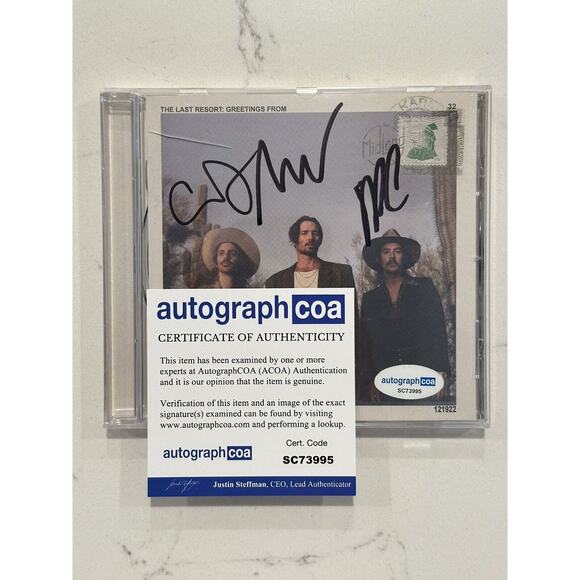 THE LAST RESORT: GREETINGS FROM
32
Midland
autographcoa
CERTIFICATE OF AUTHENTICITY
This item has been examined by one or more
experts at AutographCOA (ACOA) Authentication
and it is our opinion that the item is genuine.
Verification of this item and an image of the exact
signature(s) examined can be found by visiting
www.autographcoa.com and performing a lookup.
autographcoa
Cert. Code
SC73995
Justin Steffman, CEO, Lead Authenticator
autographcoa
SC73995
121922